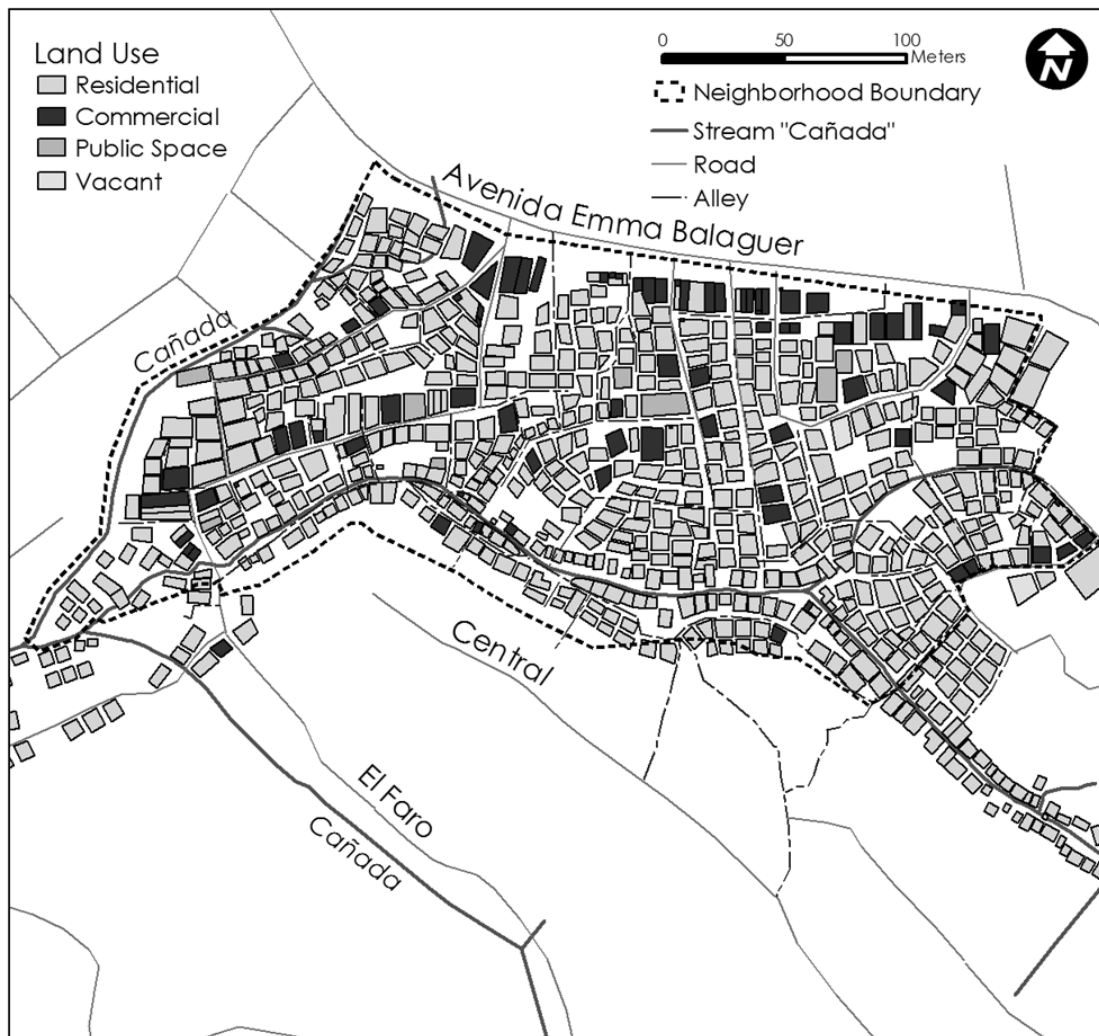 Land Use
Residential
Commercial
Public Space
Vacant
0 50 100
Meters
N
Neighborhood Boundary
Stream "Cañada"
Road
Alley
Avenida Emma Balaguer
Cañada
Central
El Faro
Cañada